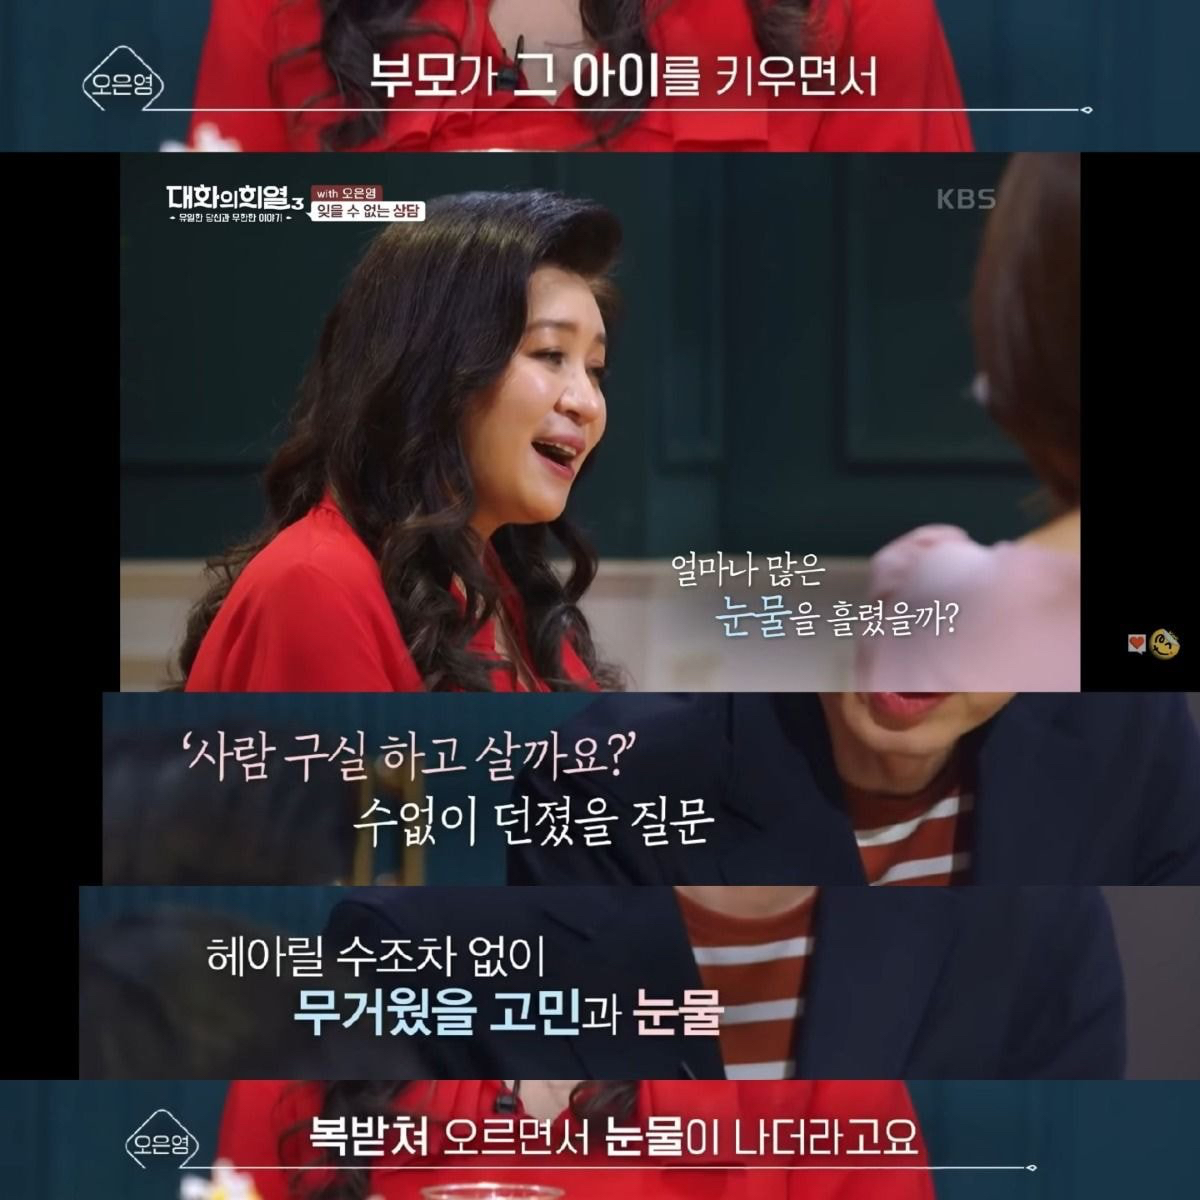 오은영
부모가 그 아이를 키우면서
대화의희열3
유일한 당신과 무한한 이야기
with 오은영
잊을 수 없는 상담
KBS
얼마나 많은
눈물을 흘렸을까?
‘사람 구실 하고 살까요?’
수없이 던졌을 질문
헤아릴 수조차 없이
무거웠을 고민과 눈물
오은영
복받쳐 오르면서 눈물이 나더라고요